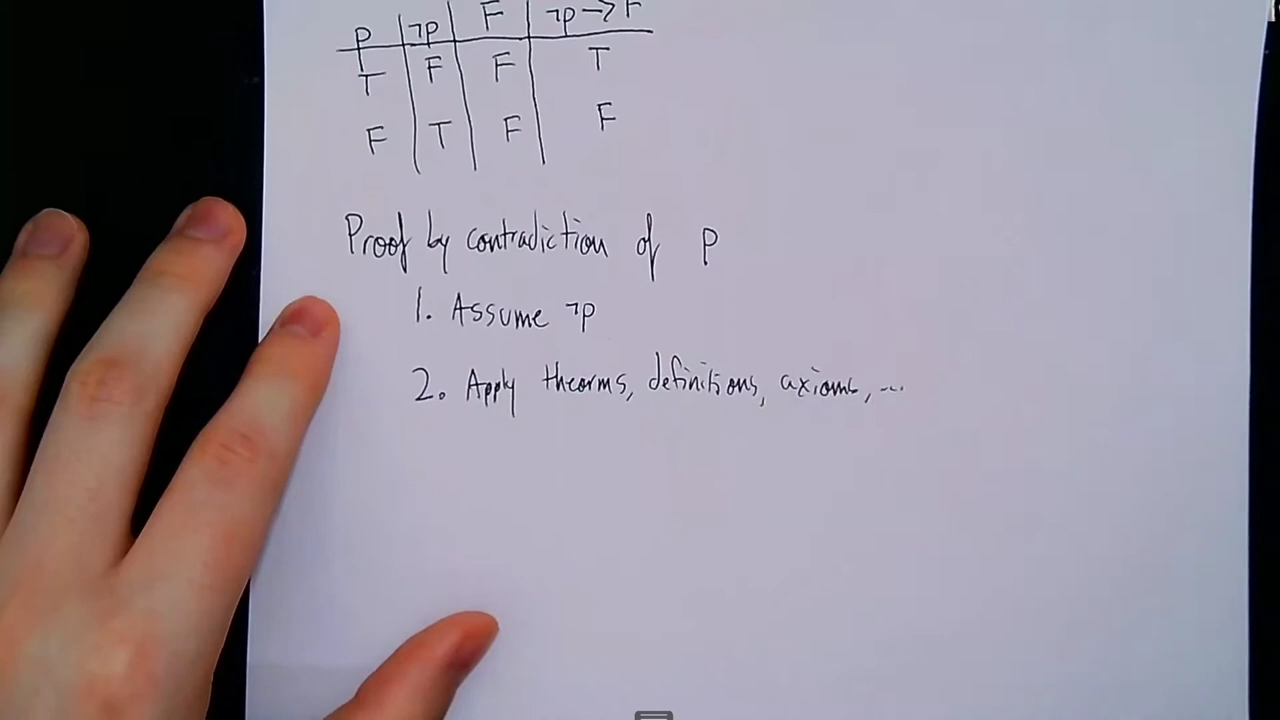 p ¬p F ¬p → F
T F F T
F T F F
Proof by contradiction of p
1. Assume ¬p
2. Apply theorms, definitions, axioms, ...